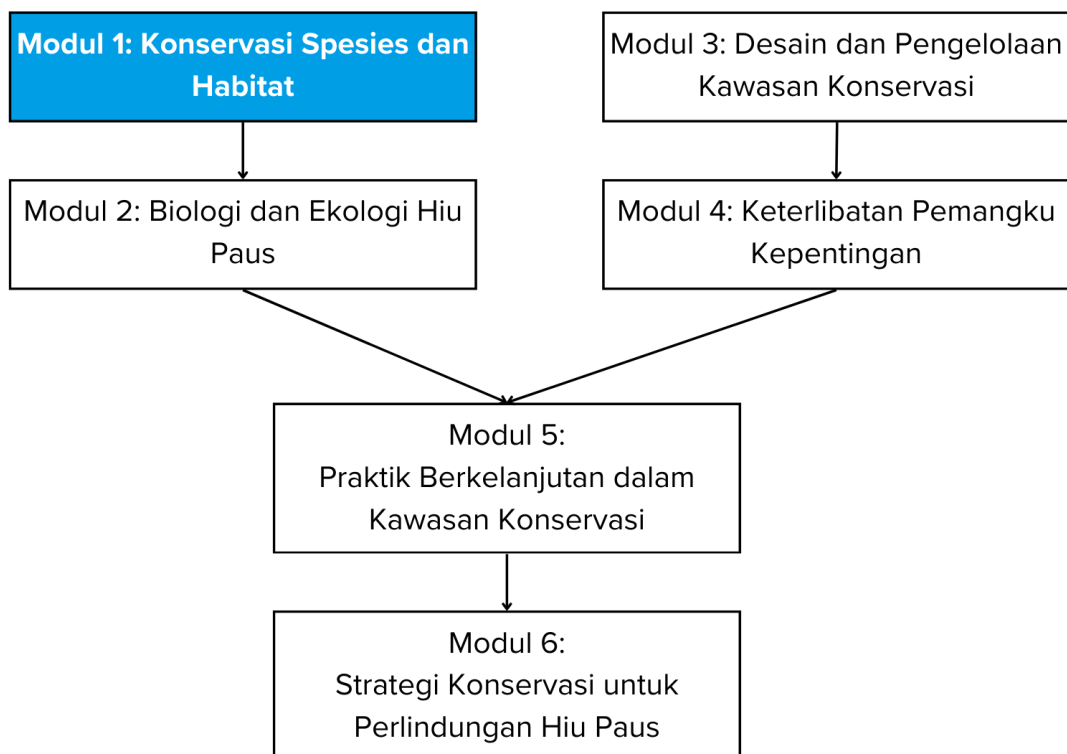 Modul 1: Konservasi Spesies dan
Habitat
Modul 3: Desain dan Pengelolaan
Kawasan Konservasi
Modul 2: Biologi dan Ekologi Hiu
Paus
Modul 4: Keterlibatan Pemangku
Kepentingan
Modul 5:
Praktik Berkelanjutan dalam
Kawasan Konservasi
Modul 6:
Strategi Konservasi untuk
Perlindungan Hiu Paus